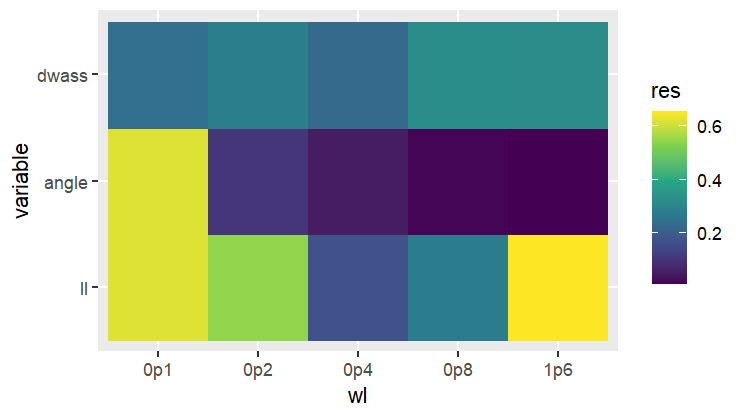 res
dwass
0.6
variable
angle
0.4
0.2
ll
0p1 0p2 0p4 0p8 1p6
wl